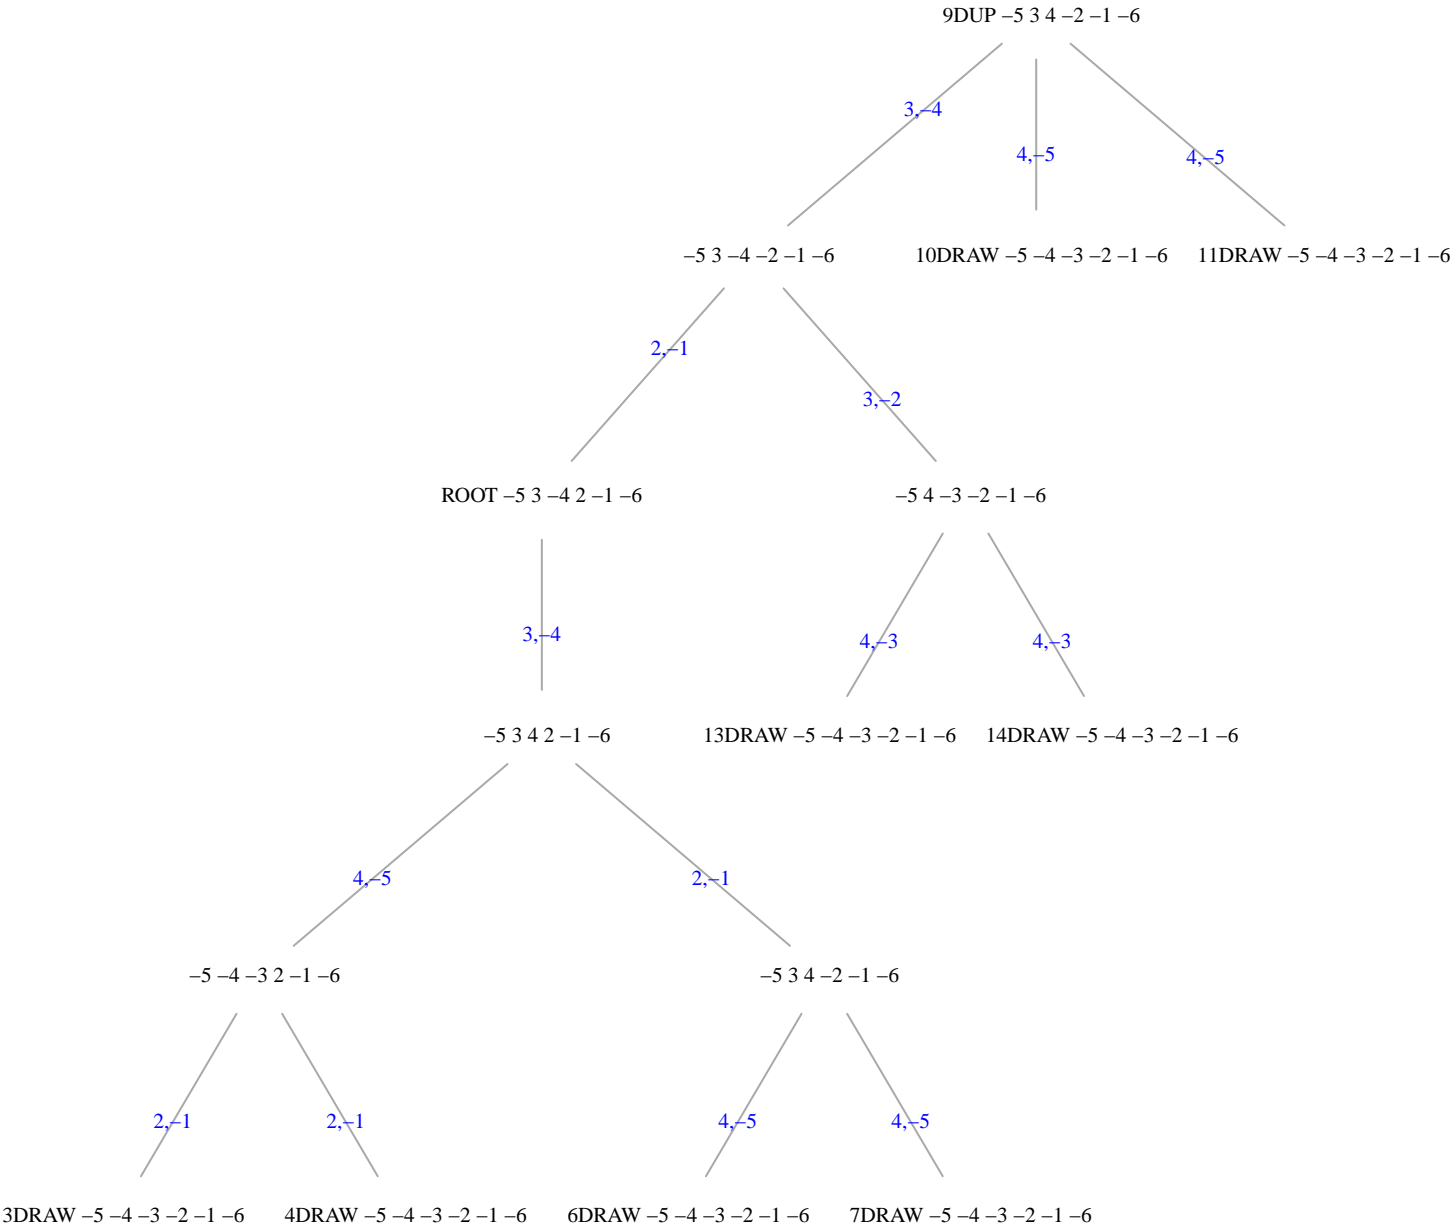 9DUP –5 3 4 –2 –1 –6
3,–4
4,–5
4,–5
–5 3 –4 –2 –1 –6
10DRAW –5 –4 –3 –2 –1 –6
11DRAW –5 –4 –3 –2 –1 –6
2,–1
3,–2
ROOT –5 3 –4 2 –1 –6
–5 4 –3 –2 –1 –6
3,–4
4,–3
4,–3
–5 3 4 2 –1 –6
13DRAW –5 –4 –3 –2 –1 –6
14DRAW –5 –4 –3 –2 –1 –6
4,–5
2,–1
–5 –4 –3 2 –1 –6
–5 3 4 –2 –1 –6
2,–1
2,–1
4,–5
4,–5
3DRAW –5 –4 –3 –2 –1 –6
4DRAW –5 –4 –3 –2 –1 –6
6DRAW –5 –4 –3 –2 –1 –6
7DRAW –5 –4 –3 –2 –1 –6